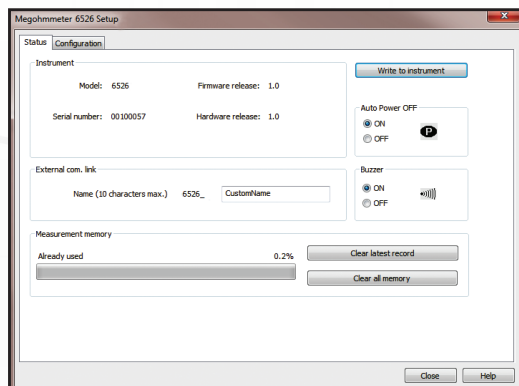 Megohmmeter 6526 Setup
Status Configuration
Instrument
Model: 6526 Firmware release: 1.0
Serial number: 00100057 Hardware release: 1.0
Write to instrument
Auto Power OFF
ON
P
OFF
External com. link
Name (10 characters max.) 6526_ CustomName
Buzzer
ON
OFF
Measurement memory
Already used 0.2%
Clear latest record
Clear all memory
Close Help